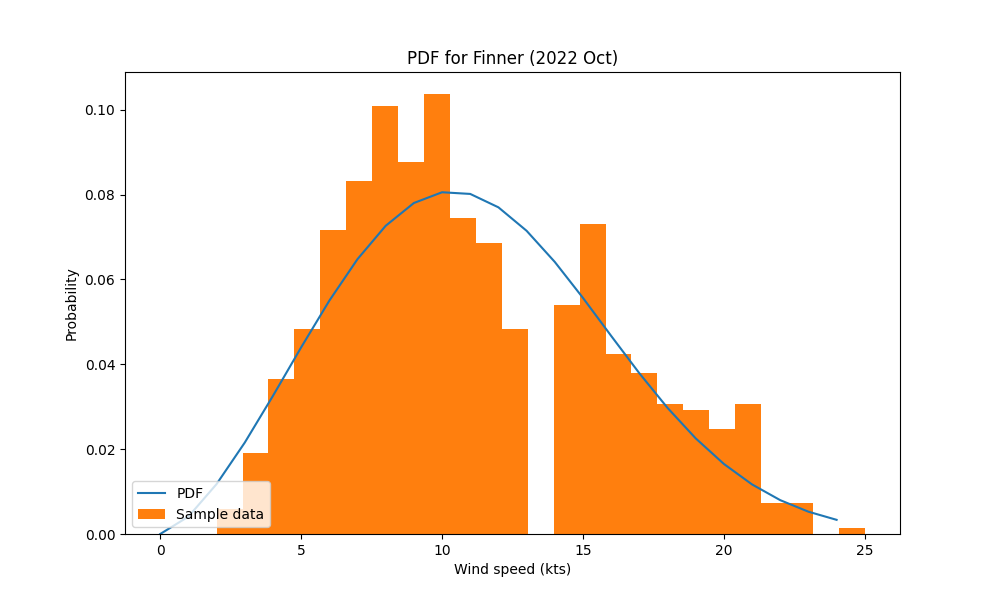 PDF for Finner (2022 Oct)
0.10
0.08
0.06
0.04
0.02
0.00
Probability
PDF
Sample data
0 5 10 15 20 25
Wind speed (kts)